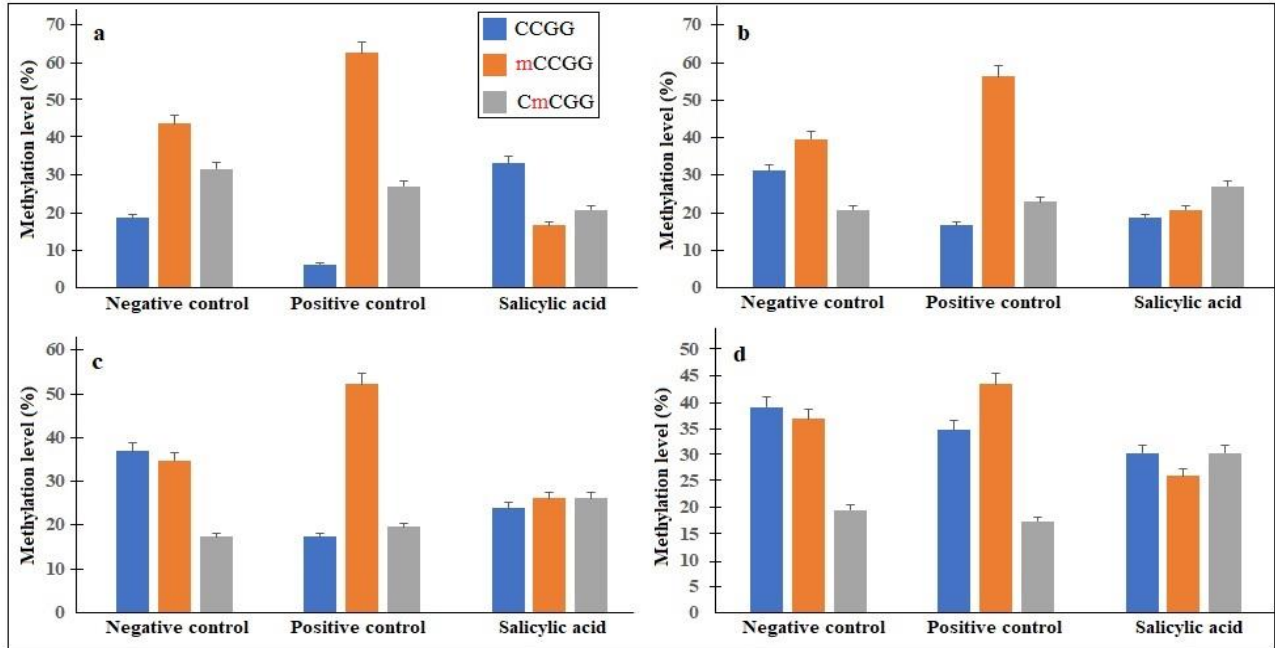 a
Methylation level (%)
70
60
50
40
30
20
10
0
Negative control
Positive control
Salicylic acid
CCGG
mCCGG
CmCGG
b
Methylation level (%)
70
60
50
40
30
20
10
0
Negative control
Positive control
Salicylic acid
c
Methylation level (%)
60
50
40
30
20
10
0
Negative control
Positive control
Salicylic acid
d
Methylation level (%)
50
45
40
35
30
25
20
15
10
5
0
Negative control
Positive control
Salicylic acid